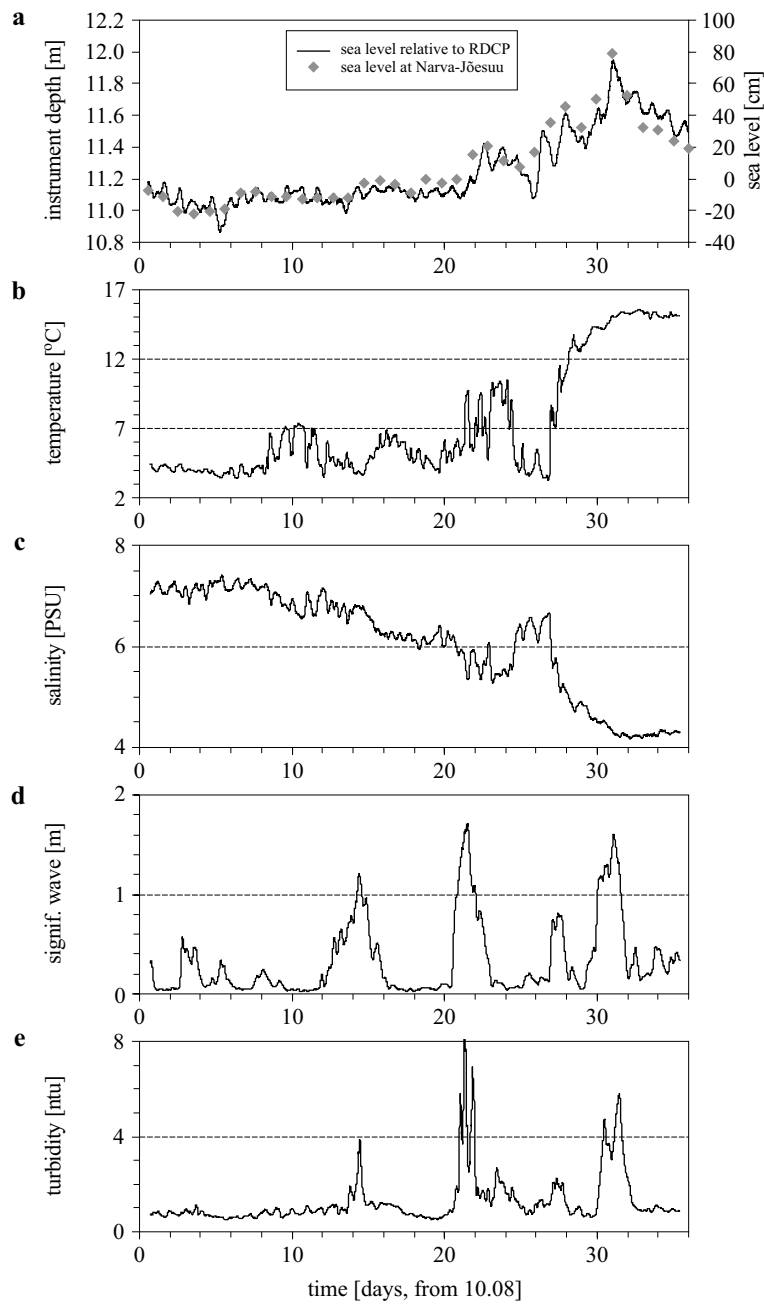 a
12.2
12.0
11.8
11.6
11.4
11.2
11.0
10.8
instrument depth [m]
sea level relative to RDCP
sea level at Narva-Jõesuu
100
80
60
40
20
0
-20
-40
sea level [cm]
0 10 20 30
b
17
12
7
2
temperature [ºC]
0 10 20 30
c
8
6
4
salinity [PSU]
0 10 20 30
d
2
1
0
signif. wave [m]
0 10 20 30
e
8
4
0
turbidity [ntu]
0 10 20 30
time [days, from 10.08]